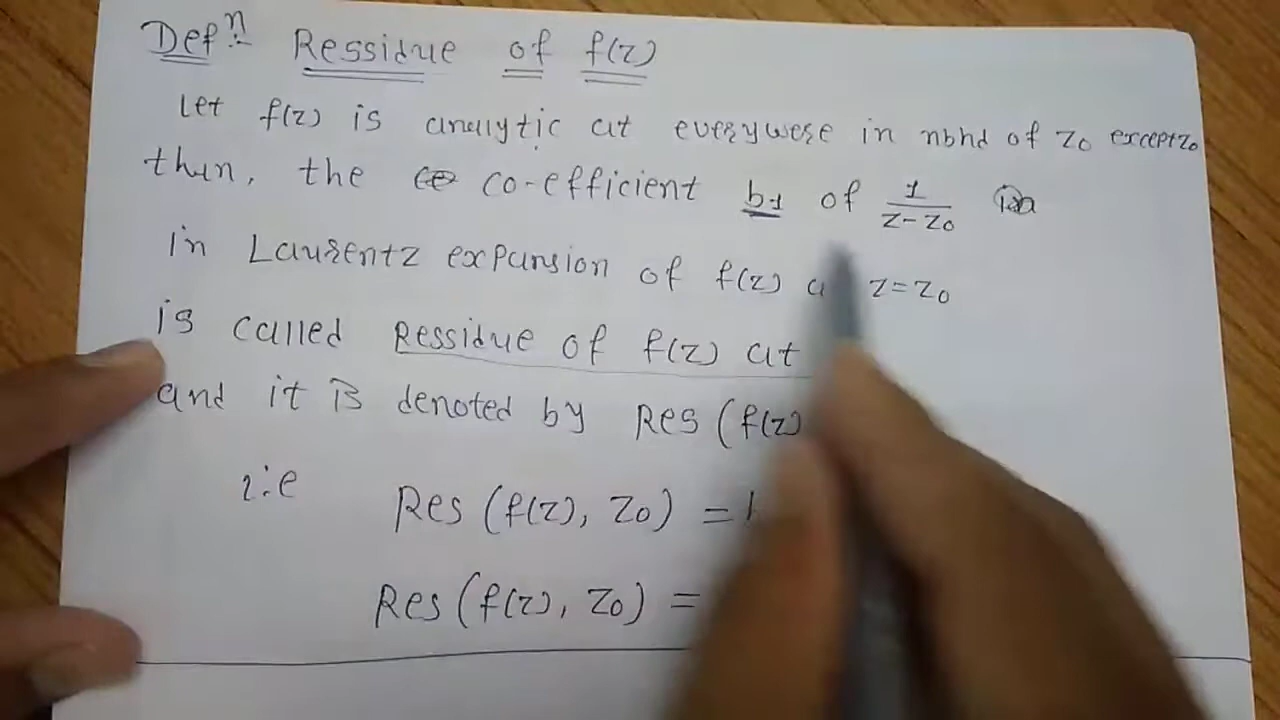 Defⁿ:- Ressidue of f(z)
Let f(z) is analytic at everywere in nbhd of z₀ except z₀
then, the co-efficient b₁ of 1/(z-z₀)
in Laurentz expansion of f(z) z=z₀
is called Ressidue of f(z) at
and it is denoted by Res (f(z)
i.e Res (f(z), z₀) =
Res (f(z), z₀) =